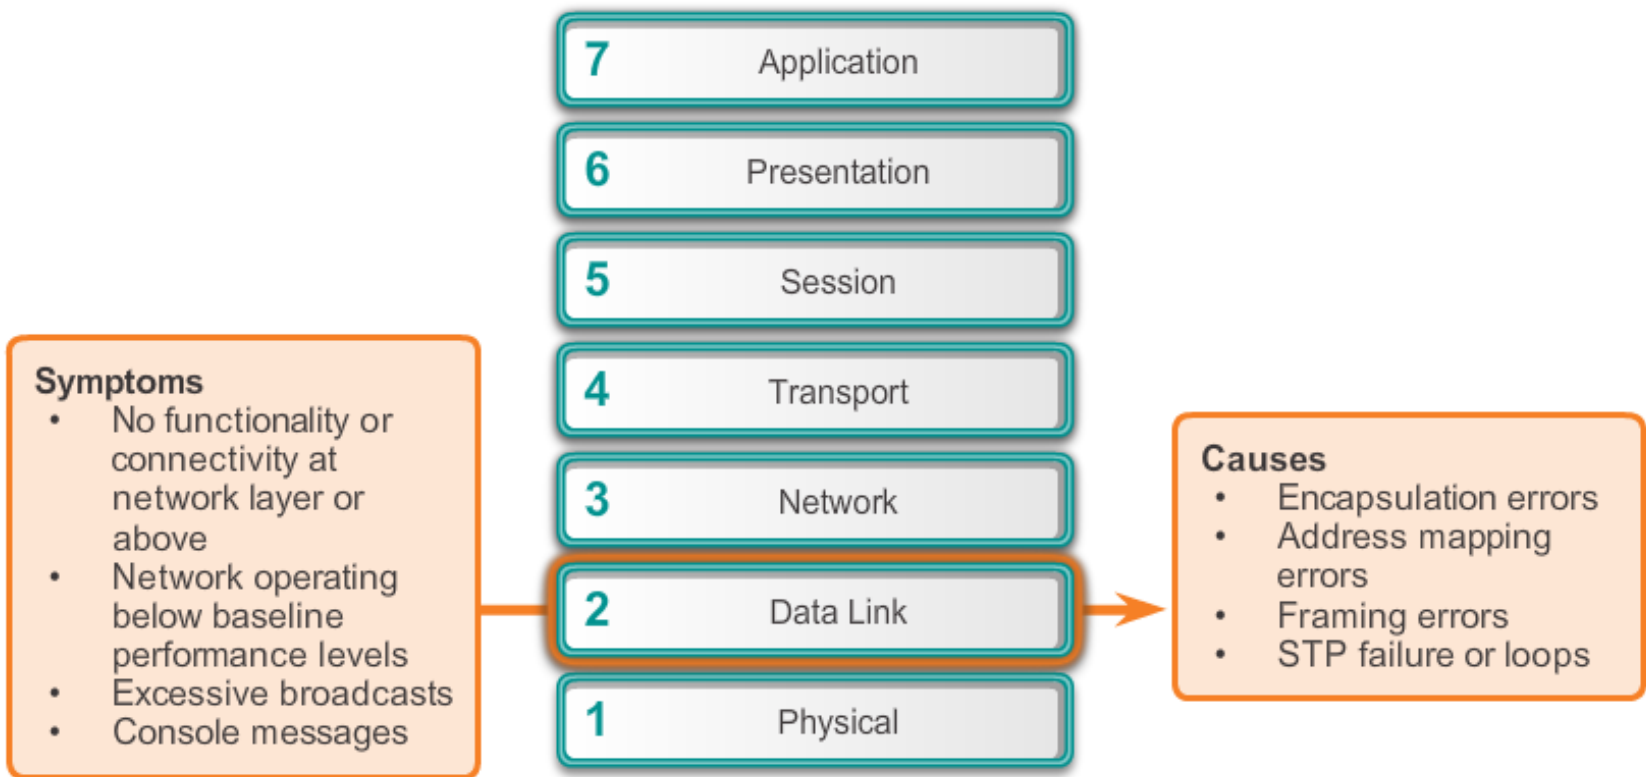 7 Application
6 Presentation
5 Session
4 Transport
3 Network
2 Data Link
1 Physical
Symptoms
• No functionality or
connectivity at
network layer or
above
• Network operating
below baseline
performance levels
• Excessive broadcasts
• Console messages
Causes
• Encapsulation errors
• Address mapping
errors
• Framing errors
• STP failure or loops